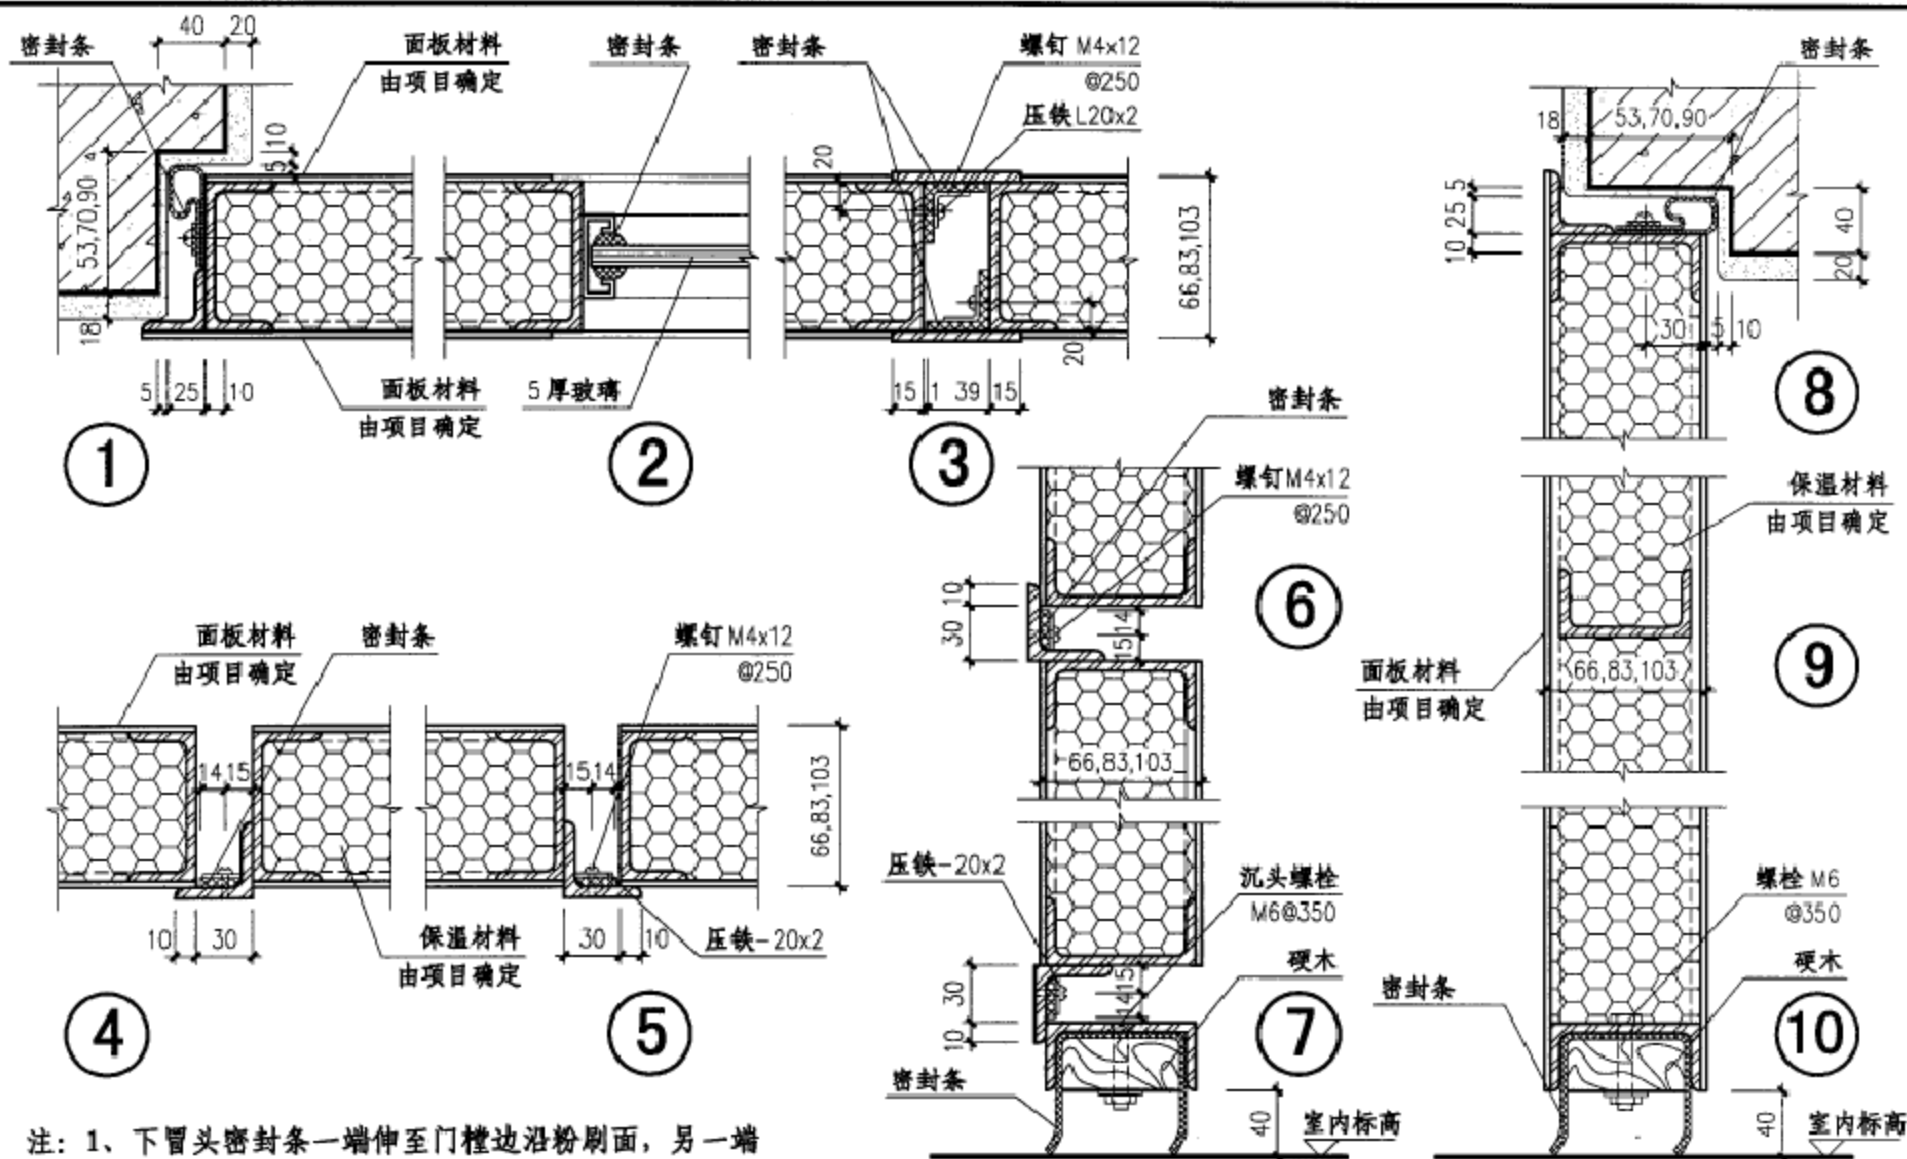 40 20
密封条
面板材料
由项目确定
密封条
密封条
螺钉 M4x12
@250
压铁 L20x2
5 10
53,70,90
18
20
20
66,83,103
5 25 10
面板材料
由项目确定
5 厚玻璃
15 1 39 15
①
②
③
密封条
18
53,70,90
5
25
10
40
20
30 5 10
⑧
密封条
螺钉M4x12
@250
10
30
14
15
⑥
66,83,103
保温材料
由项目确定
面板材料
由项目确定
66,83,103
⑨
面板材料
由项目确定
密封条
螺钉M4x12
@250
14 15
15 14
66,83,103
10 30
30 10
保温材料
由项目确定
压铁-20x2
④
⑤
压铁-20x2
沉头螺栓
M6@350
硬木
30
10
15
14
密封条
40
室内标高
⑦
螺栓 M6
@350
硬木
密封条
40
室内标高
⑩
注：1、下冒头密封条一端伸至门樘边沿粉刷面，另一端